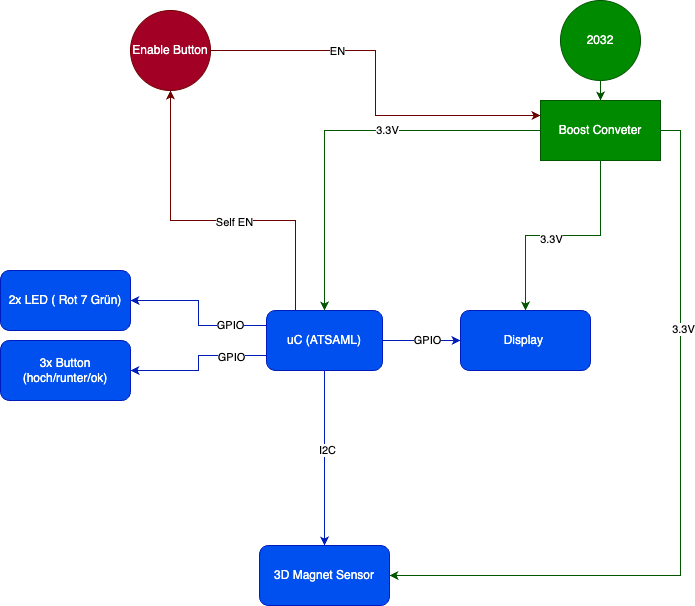 Enable Button
2032
EN
Boost Conveter
3.3V
Self EN
3.3V
2x LED ( Rot 7 Grün)
GPIO
3.3V
uC (ATSAML)
GPIO
Display
GPIO
3x Button
(hoch/runter/ok)
I2C
3D Magnet Sensor